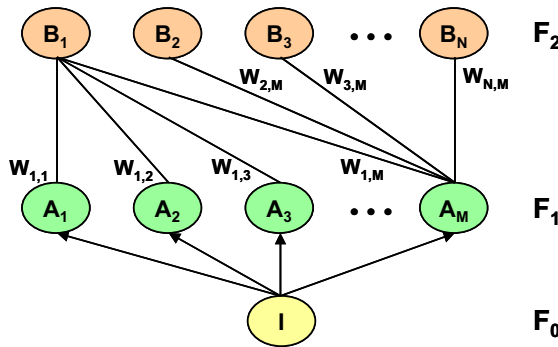 B1 B2 B3 ••• BN F2
W2,M W3,M WN,M
W1,1 W1,2 W1,3 W1,M
A1 A2 A3 ••• AM F1
I F0